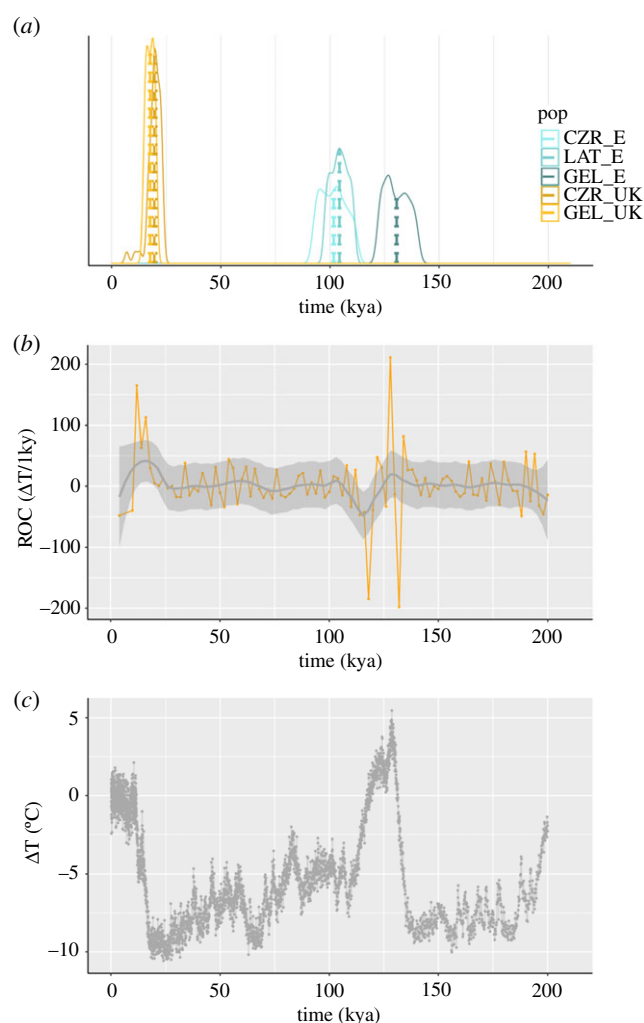 (a)
pop
CZR_E
LAT_E
GEL_E
CZR_UK
GEL_UK
0 50 100 150 200
time (kya)
(b)
200
100
0
−100
−200
ROC (ΔT/1ky)
0 50 100 150 200
time (kya)
(c)
5
0
−5
−10
ΔT (ºC)
0 50 100 150 200
time (kya)